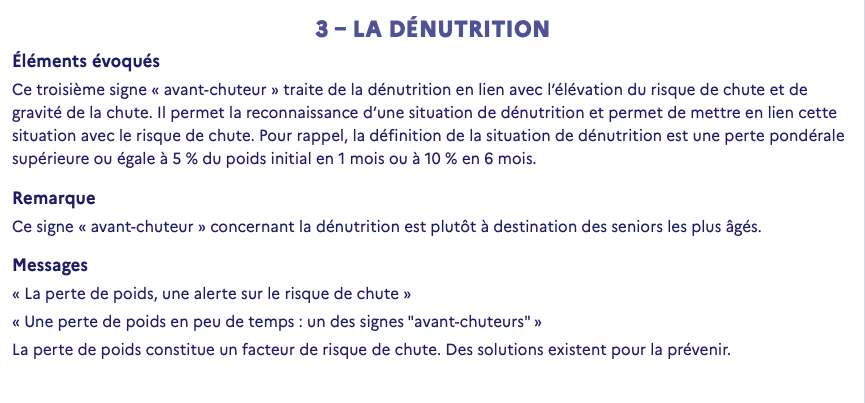 3 – LA DÉNUTRITION
Éléments évoqués
Ce troisième signe « avant-chuteur » traite de la dénutrition en lien avec l’élévation du risque de chute et de
gravité de la chute. Il permet la reconnaissance d’une situation de dénutrition et permet de mettre en lien cette
situation avec le risque de chute. Pour rappel, la définition de la situation de dénutrition est une perte pondérale
supérieure ou égale à 5 % du poids initial en 1 mois ou à 10 % en 6 mois.
Remarque
Ce signe « avant-chuteur » concernant la dénutrition est plutôt à destination des seniors les plus âgés.
Messages
« La perte de poids, une alerte sur le risque de chute »
« Une perte de poids en peu de temps : un des signes "avant-chuteurs" »
La perte de poids constitue un facteur de risque de chute. Des solutions existent pour la prévenir.